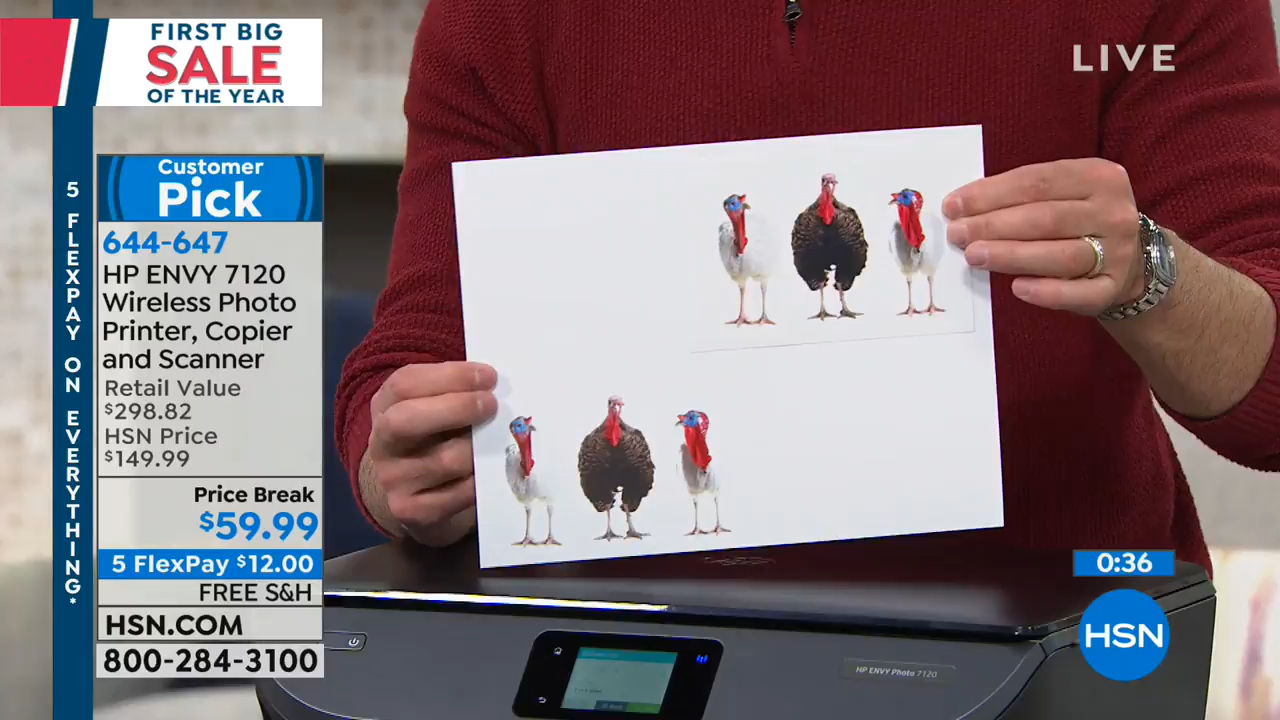 FIRST BIG
SALE
OF THE YEAR
LIVE
5 FLEXPAY ON EVERYTHING.*
Customer
Pick
644-647
HP ENVY 7120
Wireless Photo
Printer, Copier
and Scanner
Retail Value
$298.82
HSN Price
$149.99
Price Break
$59.99
5 FlexPay $12.00
FREE S&H
HSN.COM
800-284-3100
0:36
HSN
HP ENVY Photo 7120